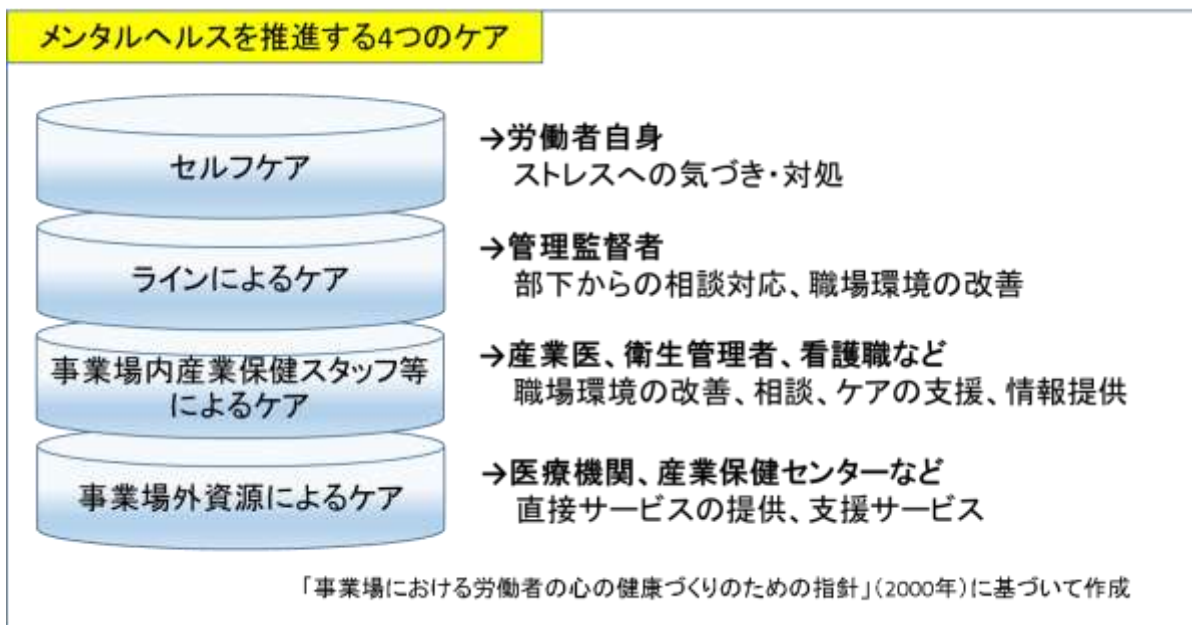 メンタルヘルスを推進する4つのケア
セルフケア
→労働者自身
ストレスへの気づき・対処
ラインによるケア
→管理監督者
部下からの相談対応、職場環境の改善
事業場内産業保健スタッフ等
によるケア
→産業医、衛生管理者、看護職など
職場環境の改善、相談、ケアの支援、情報提供
事業場外資源によるケア
→医療機関、産業保健センターなど
直接サービスの提供、支援サービス
「事業場における労働者の心の健康づくりのための指針」(2000年)に基づいて作成